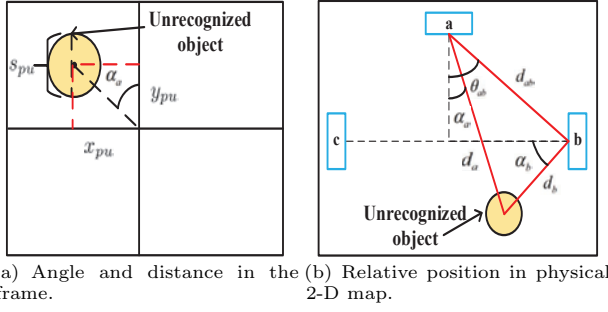 Unrecognized
object
s_pu
α_a
y_pu
x_pu
a
θ_ab
d_ab
α_a
c
b
d_a
α_b
d_b
Unrecognized
object
a) Angle and distance in the
frame.
(b) Relative position in physical
2-D map.